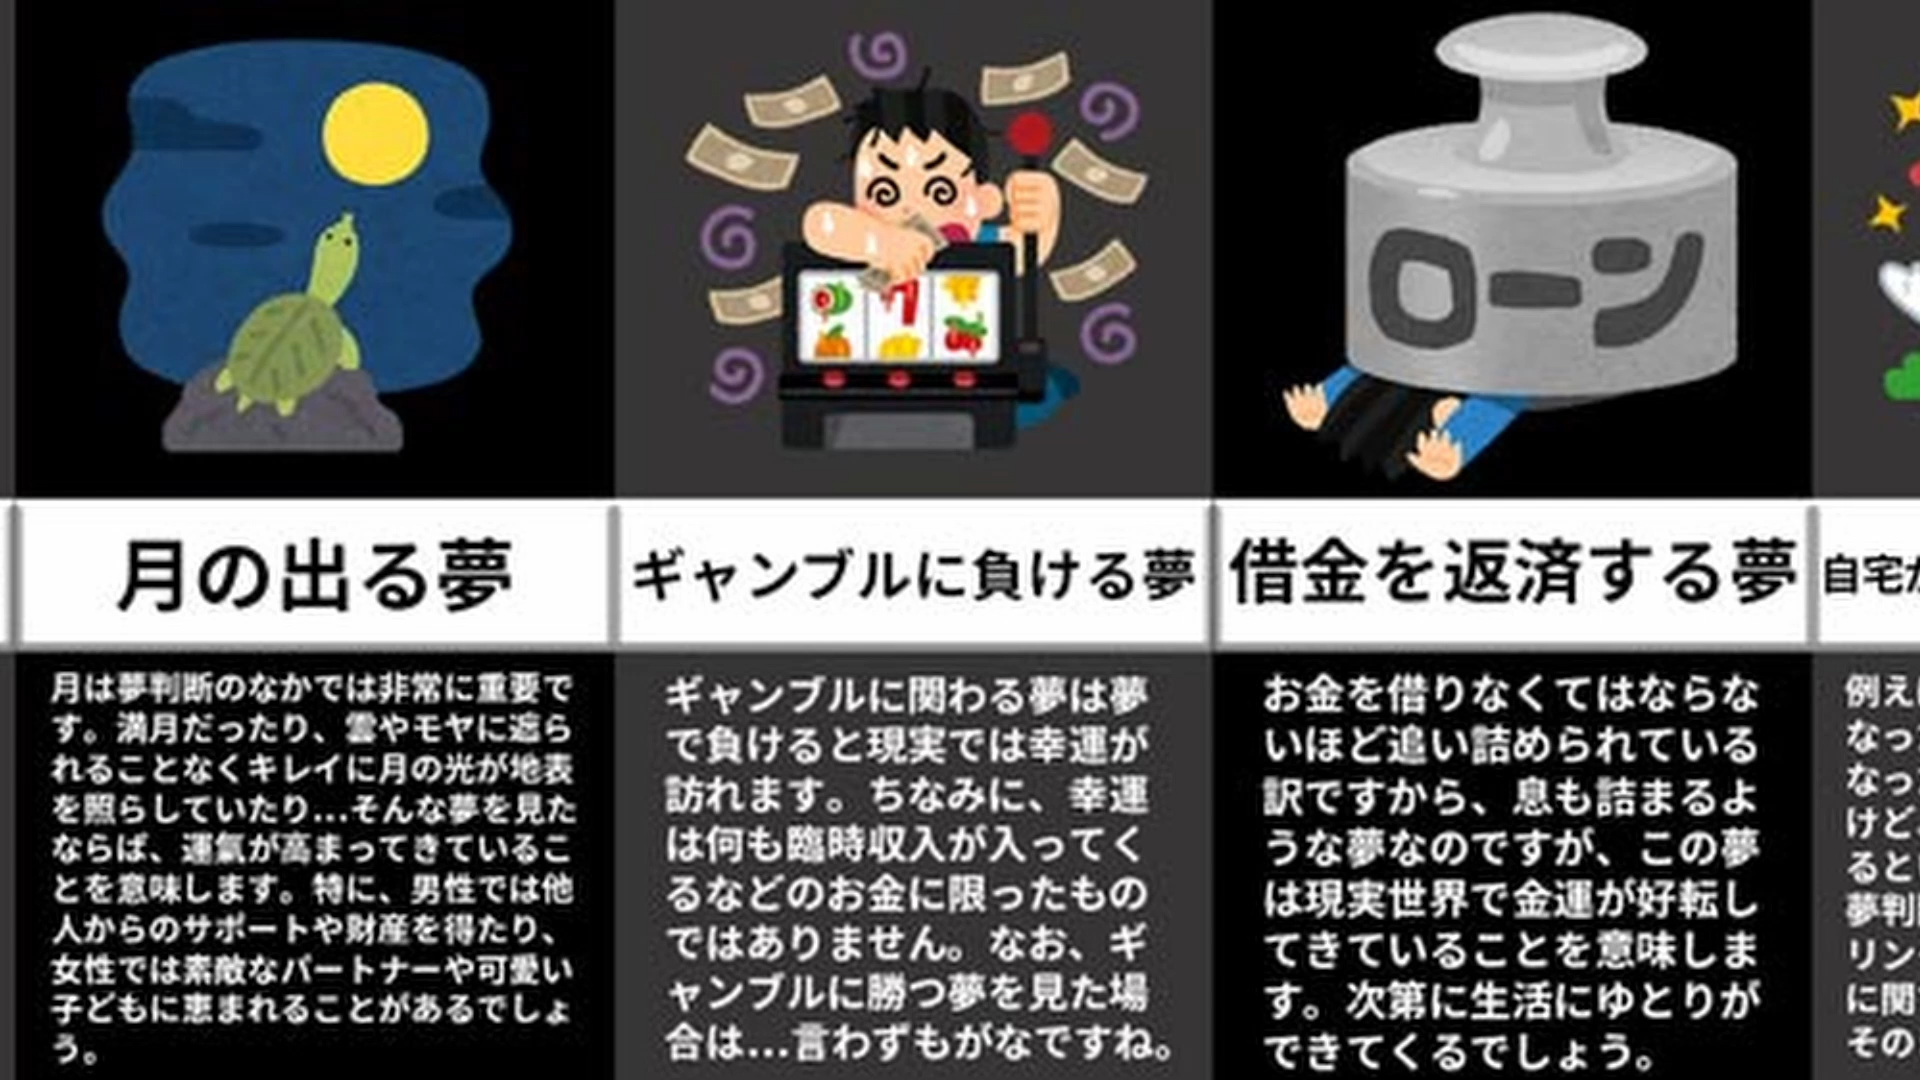 ローン
月の出る夢
月は夢判断のなかでは非常に重要で
す。満月だったり、雲やモヤに遮ら
れることなくキレイに月の光が地表
を照らしていたり…そんな夢を見た
ならば、運氣が高まってきているこ
とを意味します。特に、男性では他
人からのサポートや財産を得たり、
女性では素敵なパートナーや可愛い
子どもに恵まれることがあるでしょ
う。
ギャンブルに負ける夢
ギャンブルに関わる夢は夢
で負けると現実では幸運が
訪れます。ちなみに、幸運
は何も臨時収入が入ってく
るなどのお金に限ったもの
ではありません。なお、ギ
ャンブルに勝つ夢を見た場
合は…言わずもがなですね。
借金を返済する夢
お金を借りなくてはならな
いほど追い詰められている
訳ですから、息も詰まるよ
うな夢なのですが、この夢
は現実世界で金運が好転し
てきていることを意味しま
す。次第に生活にゆとりが
できてくるでしょう。
自宅
例え
なっ
なっ
けど
ると
夢判
リン
に関
その